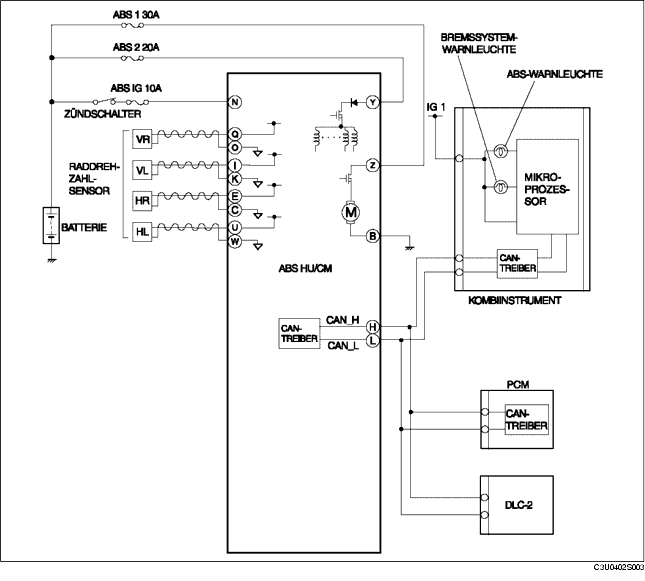 ABS 1 30A
ABS 2 20A
ABS IG 10A
ZÜNDSCHALTER
BREMSSYSTEM-
WARNLEUCHTE
ABS-WARNLEUCHTE
IG 1
N
Y
VR
Q
O
VL
I
K
Z
RADDREH-
ZAHL-
SENSOR
HR
E
C
HL
U
W
M
B
BATTERIE
ABS HU/CM
MIKRO-
PROZES-
SOR
CAN-
TREIBER
KOMBIINSTRUMENT
CAN-
TREIBER
CAN_H
H
CAN_L
L
PCM
CAN-
TREIBER
DLC-2
C3U0402S003